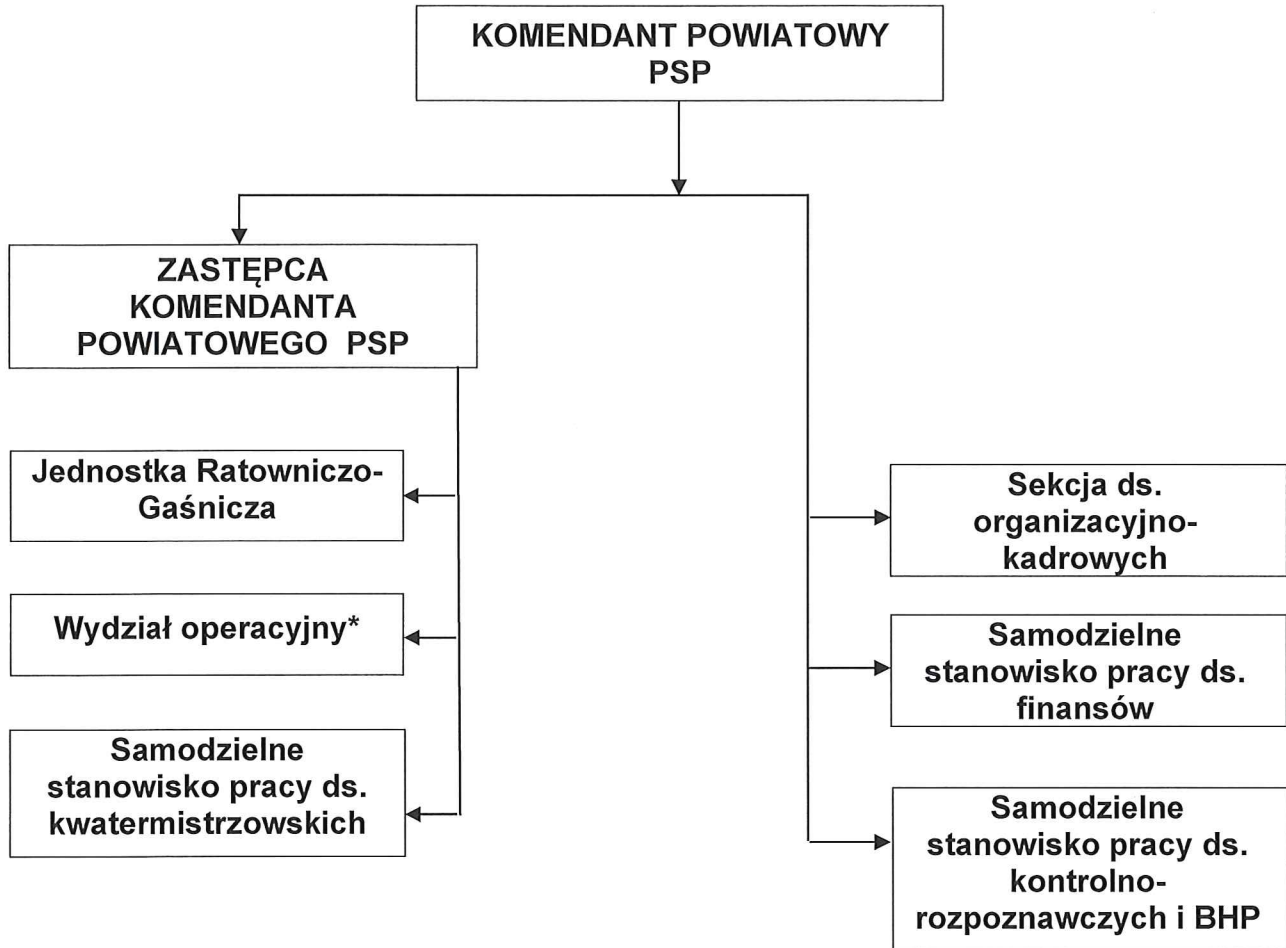 KOMENDANT POWIATOWY
PSP
ZASTĘPCA
KOMENDANTA
POWIATOWEGO PSP
Jednostka Ratowniczo-
Gaśnicza
Wydział operacyjny*
Samodzielne
stanowisko pracy ds.
kwatermistrzowskich
Sekcja ds.
organizacyjno-
kadrowych
Samodzielne
stanowisko pracy ds.
finansów
Samodzielne
stanowisko pracy ds.
kontrolno-
rozpoznawczych i BHP